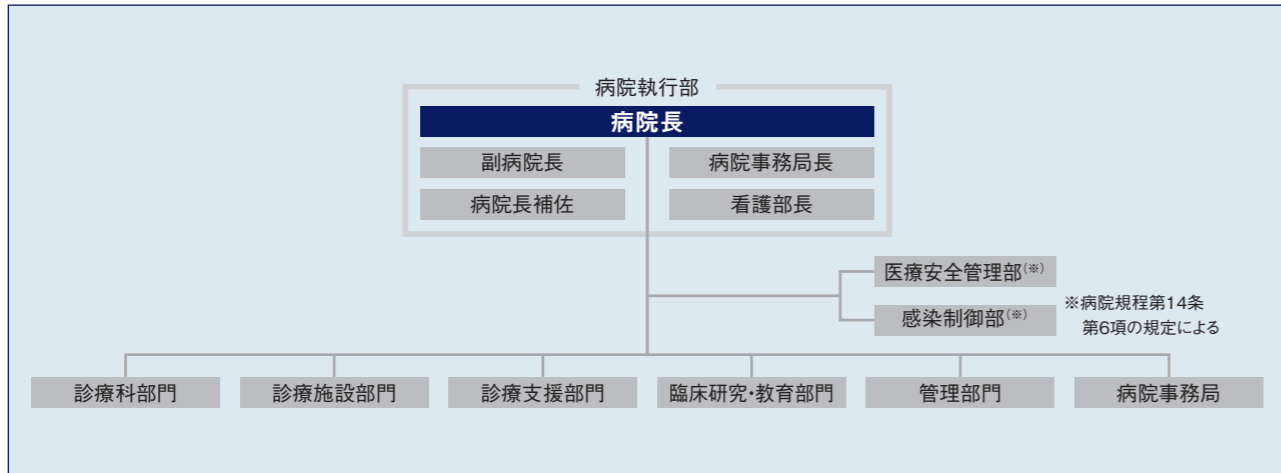 病院執行部
病院長
副病院長
病院事務局長
病院長補佐
看護部長
医療安全管理部(※)
感染制御部(※)
※病院規程第14条
第6項の規定による
診療科部門
診療施設部門
診療支援部門
臨床研究・教育部門
管理部門
病院事務局